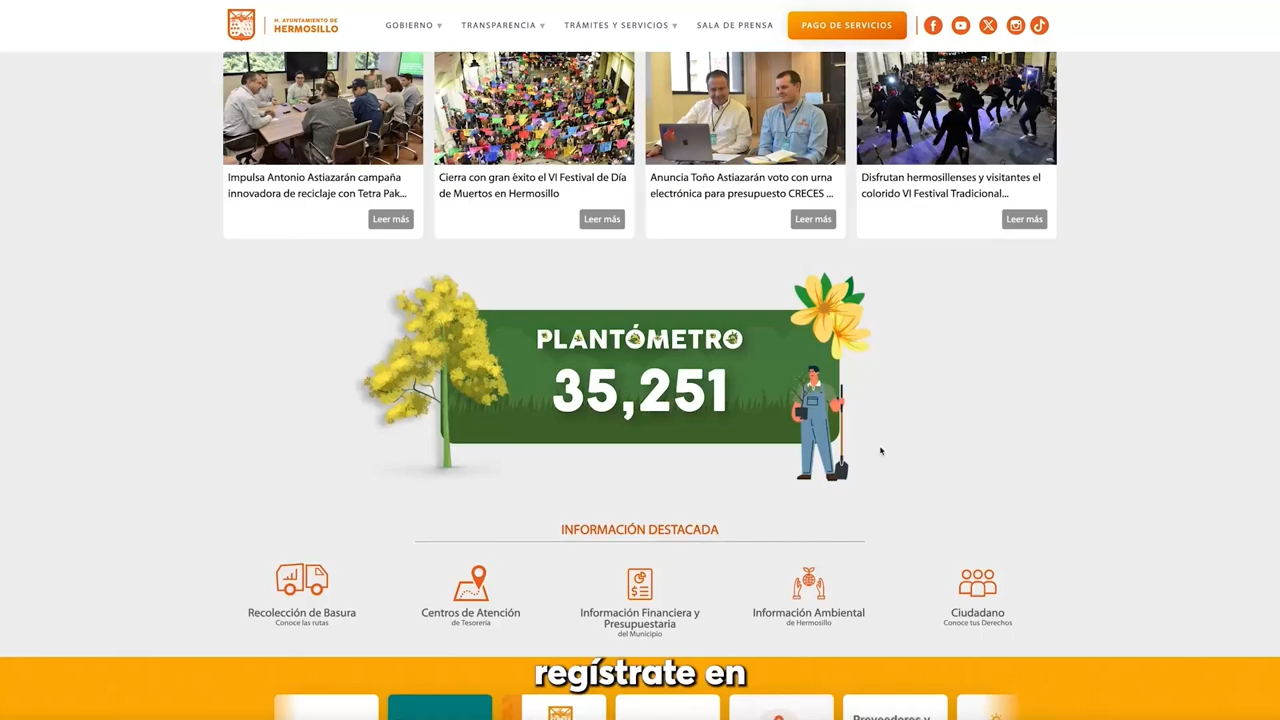 H. AYUNTAMIENTO DE
HERMOSILLO
GOBIERNO
TRANSPARENCIA
TRÁMITES Y SERVICIOS
SALA DE PRENSA
PAGO DE SERVICIOS
Impulsa Antonio Astiazarán campaña
innovadora de reciclaje con Tetra Pak...
Leer más
Cierra con gran éxito el VI Festival de Día
de Muertos en Hermosillo
Leer más
Anuncia Toño Astiazarán voto con urna
electrónica para presupuesto CRECES ...
Leer más
Disfrutan hermosillenses y visitantes el
colorido VI Festival Tradicional...
Leer más
PLANTÓMETRO
35,251
INFORMACIÓN DESTACADA
Recolección de Basura
Conoce las rutas
Centros de Atención
de Tesorería
Información Financiera y
Presupuestaria
del Municipio
Información Ambiental
de Hermosillo
Ciudadano
Conoce tus Derechos
regístrate en
Proveedores y